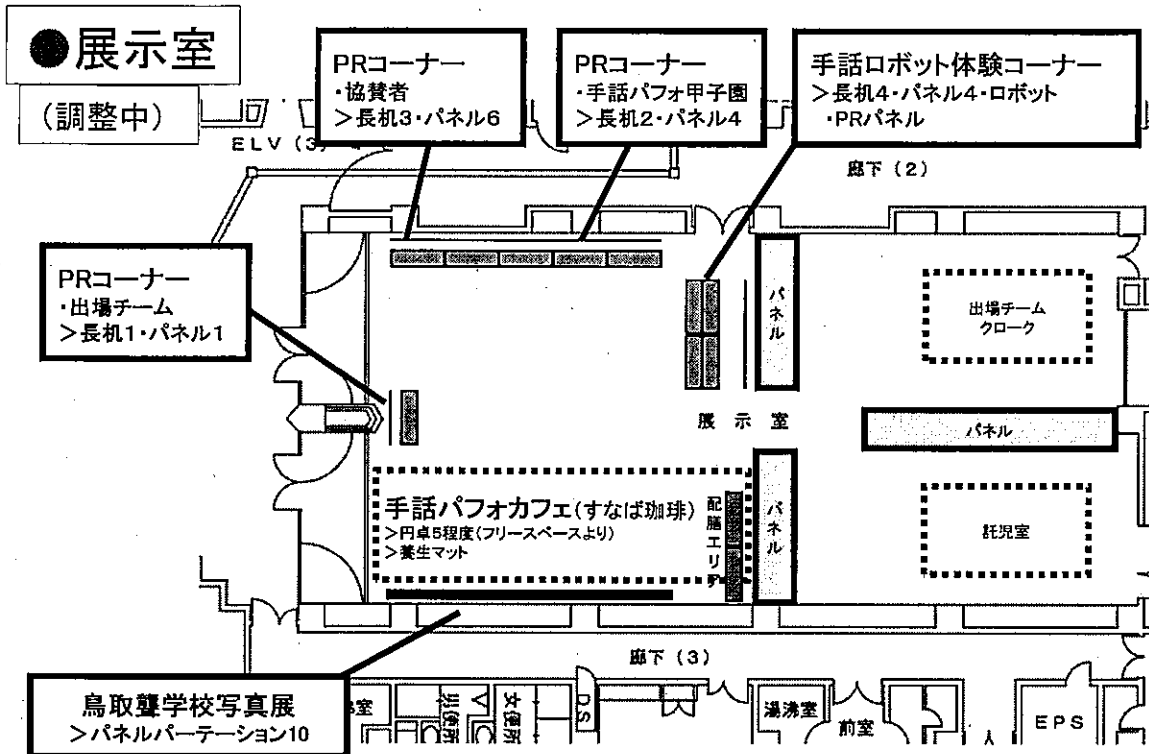 ●展示室
(調整中)
PRコーナー
・協賛者
＞長机3・パネル6
PRコーナー
・手話パフォ甲子園
＞長机2・パネル4
手話ロボット体験コーナー
＞長机4・パネル4・ロボット
・PRパネル
ELV (3)
廊下 (2)
PRコーナー
・出場チーム
＞長机1・パネル1
パネル
出場チーム
クローク
展示室
パネル
手話パフォカフェ(すなば珈琲)
＞円卓5程度(フリースペースより)
＞養生マット
配膳エリア
パネル
託児室
廊下 (3)
鳥取聾学校写真展
＞パネルパーテーション10
室
男便所
女便所
DS
湯沸室
前室
EPS